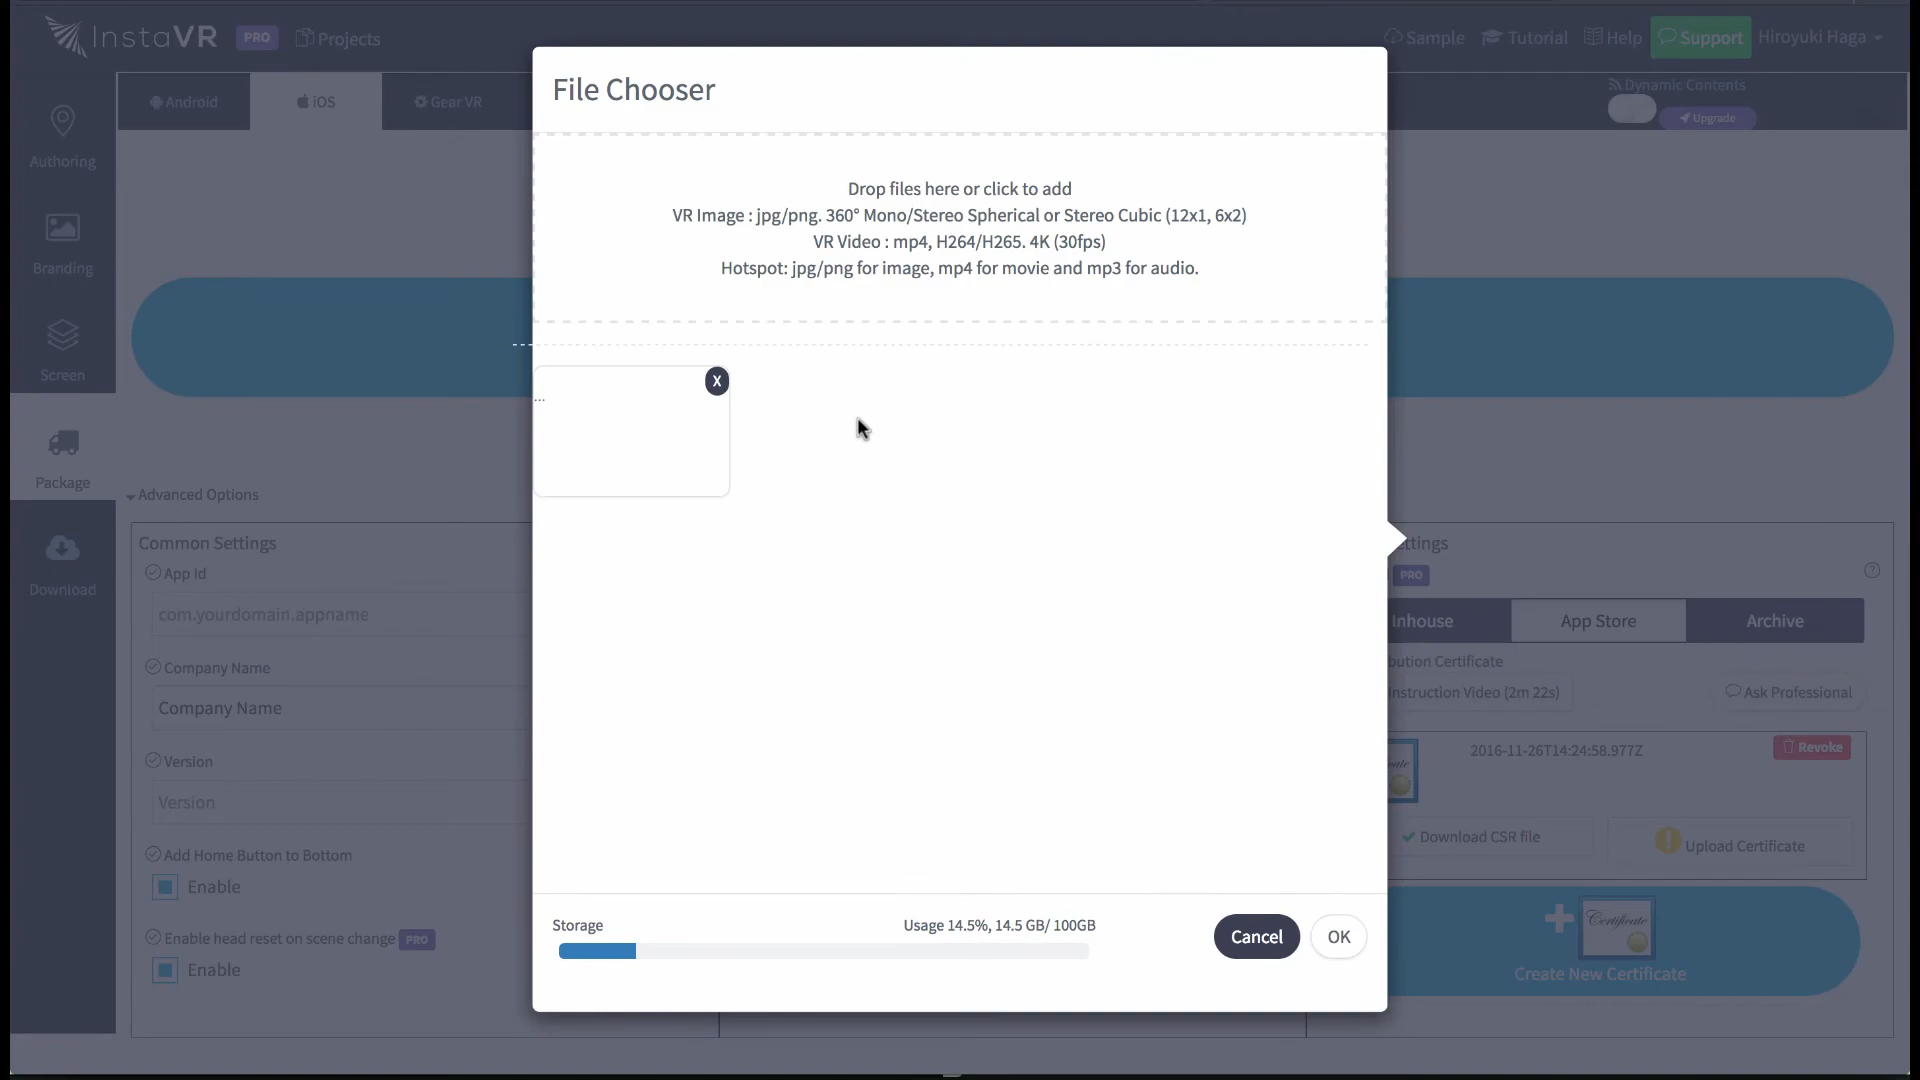 InstaVR PRO Projects
Sample Tutorial Help Support Hiroyuki Haga
Android iOS Gear VR
Dynamic Contents
Upgrade
Authoring
Branding
Screen
Package
Download
File Chooser
Drop files here or click to add
VR Image : jpg/png. 360° Mono/Stereo Spherical or Stereo Cubic (12x1, 6x2)
VR Video : mp4, H264/H265. 4K (30fps)
Hotspot: jpg/png for image, mp4 for movie and mp3 for audio.
X
...
Storage
Usage 14.5%, 14.5 GB/ 100GB
Cancel
OK
Advanced Options
Common Settings
App Id
com.yourdomain.appname
Company Name
Company Name
Version
Version
Add Home Button to Bottom
Enable
Enable head reset on scene change PRO
Enable
ettings
PRO
?
Inhouse App Store Archive
bution Certificate
Instruction Video (2m 22s)
Ask Professional
2016-11-26T14:24:58.977Z
Revoke
Download CSR file
Upload Certificate
Certificate
Create New Certificate